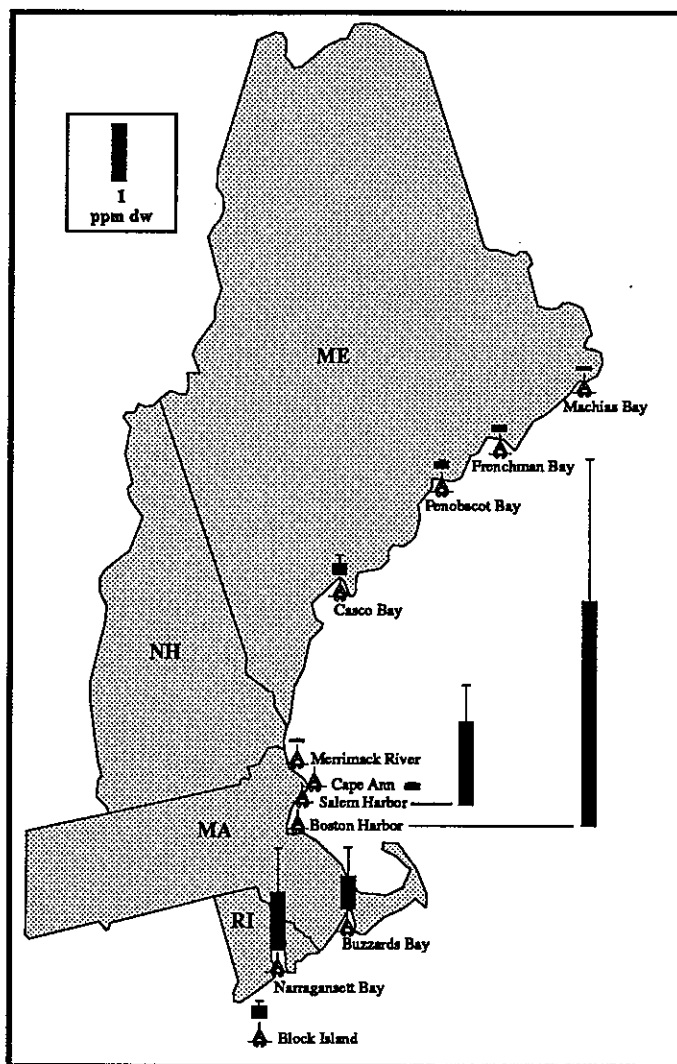 1
ppm dw
ME
Machias Bay
Frenchman Bay
Penobscot Bay
Casco Bay
NH
Merrimack River
Cape Ann
Salem Harbor
MA
Boston Harbor
RI
Buzzards Bay
Narragansett Bay
Block Island